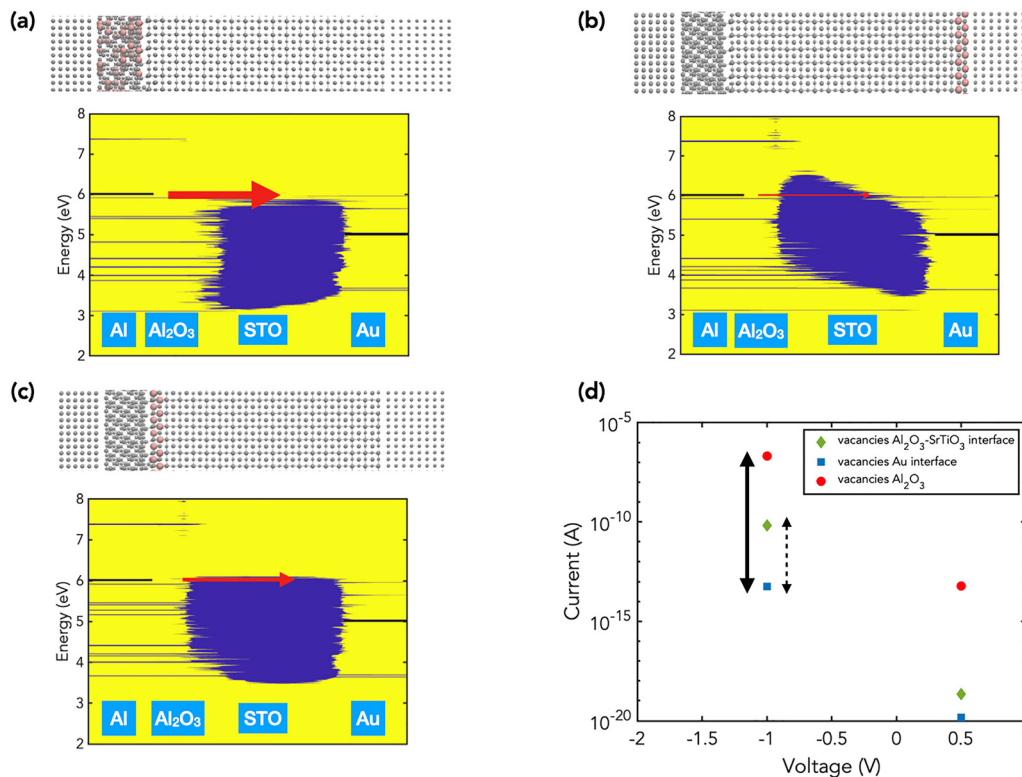 (a)
8
7
6
5
4
3
2
Energy (eV)
Al
Al₂O₃
STO
Au
(b)
8
7
6
5
4
3
2
Energy (eV)
Al
Al₂O₃
STO
Au
(c)
8
7
6
5
4
3
2
Energy (eV)
Al
Al₂O₃
STO
Au
(d)
10⁻⁵
10⁻¹⁰
10⁻¹⁵
10⁻²⁰
Current (A)
vacancies Al₂O₃-SrTiO₃ interface
vacancies Au interface
vacancies Al₂O₃
-2 -1 -1 0 0.5
Voltage (V)